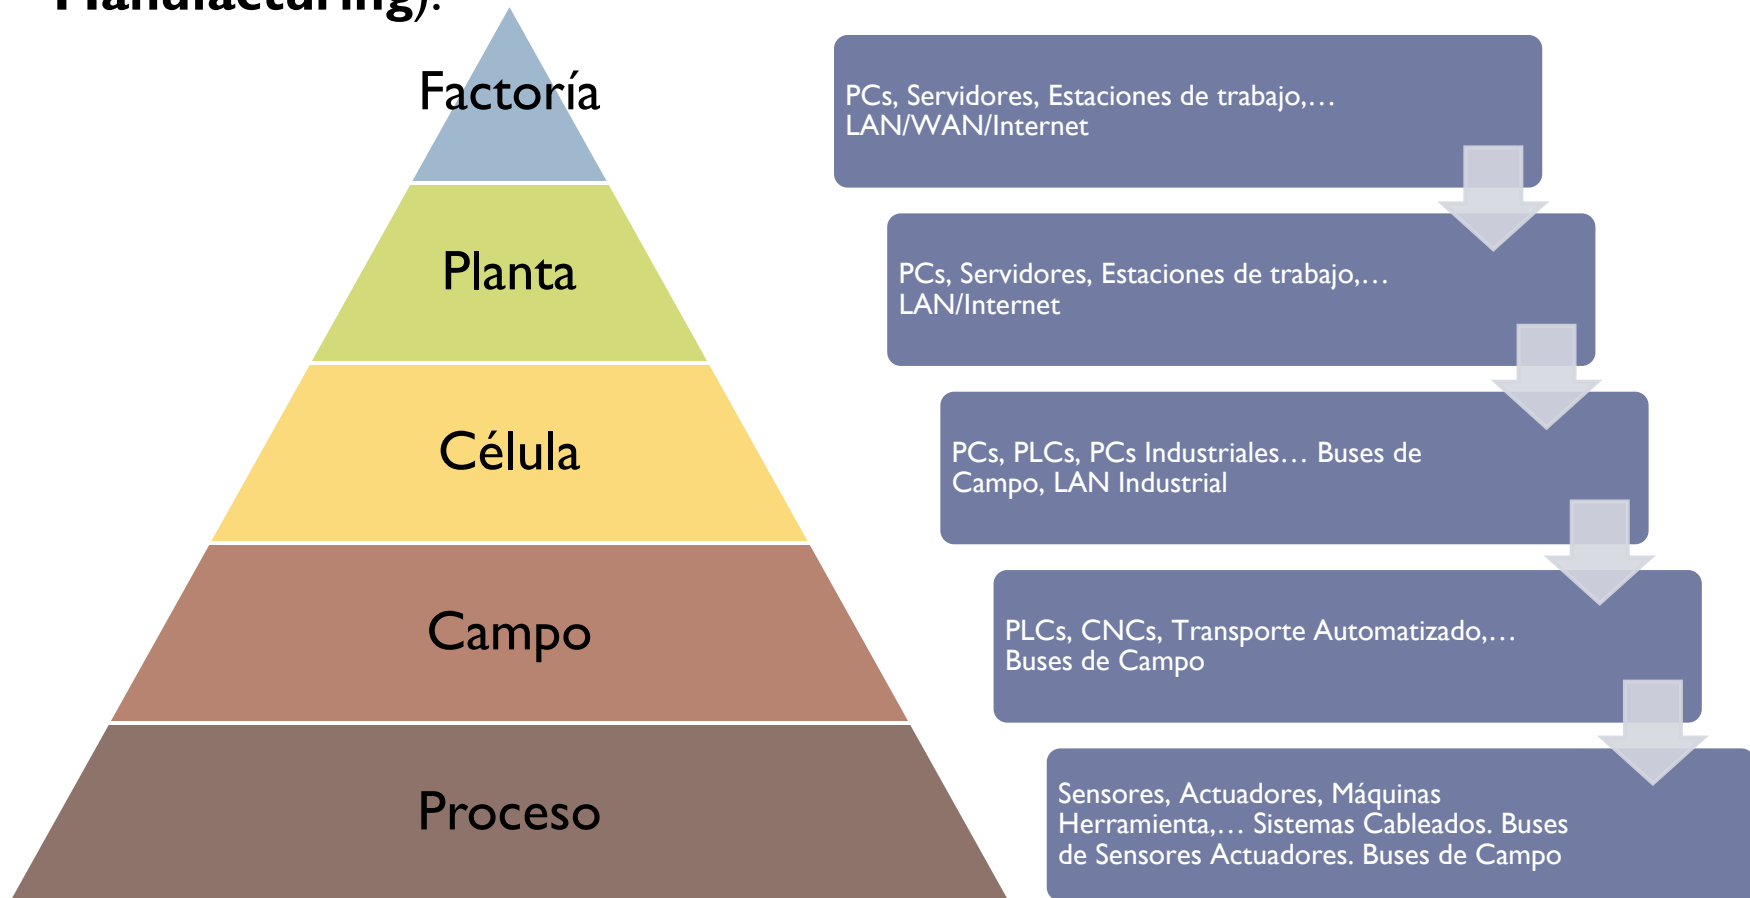 Manufacturing).
Factoría
PCs, Servidores, Estaciones de trabajo,…
LAN/WAN/Internet
Planta
PCs, Servidores, Estaciones de trabajo,…
LAN/Internet
Célula
PCs, PLCs, PCs Industriales… Buses de
Campo, LAN Industrial
Campo
PLCs, CNCs, Transporte Automatizado,…
Buses de Campo
Proceso
Sensores, Actuadores, Máquinas
Herramienta,… Sistemas Cableados. Buses
de Sensores Actuadores. Buses de Campo